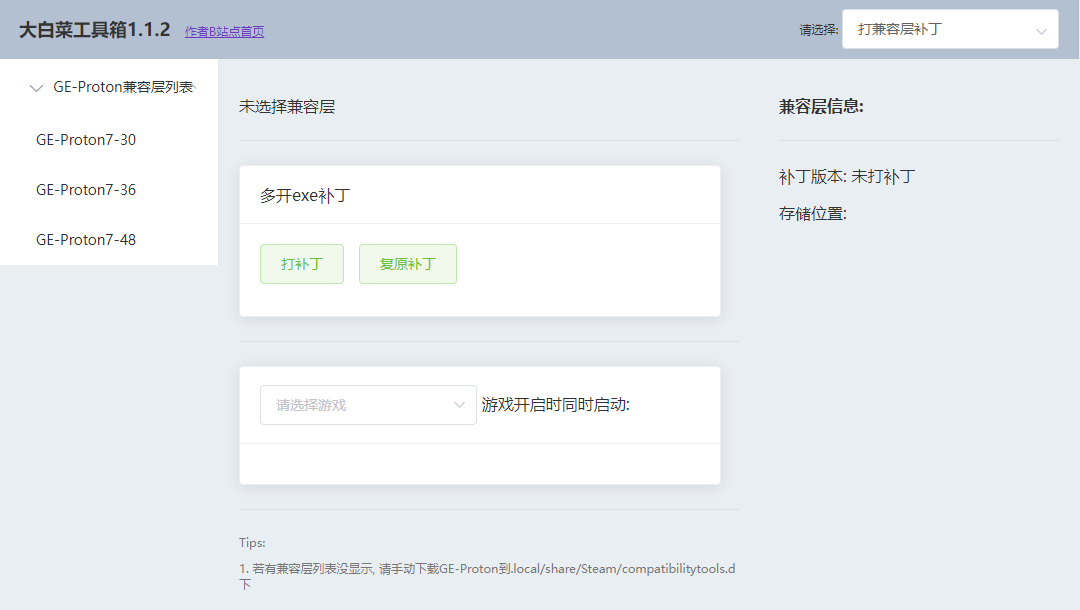 大白菜工具箱1.1.2 作者B站点首页 请选择: 打兼容层补丁
GE-Proton兼容层列表
GE-Proton7-30
GE-Proton7-36
GE-Proton7-48
未选择兼容层
多开exe补丁
打补丁 复原补丁
请选择游戏 游戏开启时同时启动:
Tips:
1. 若有兼容层列表没显示, 请手动下载GE-Proton到.local/share/Steam/compatibilitytools.d
下
兼容层信息:
补丁版本: 未打补丁
存储位置: